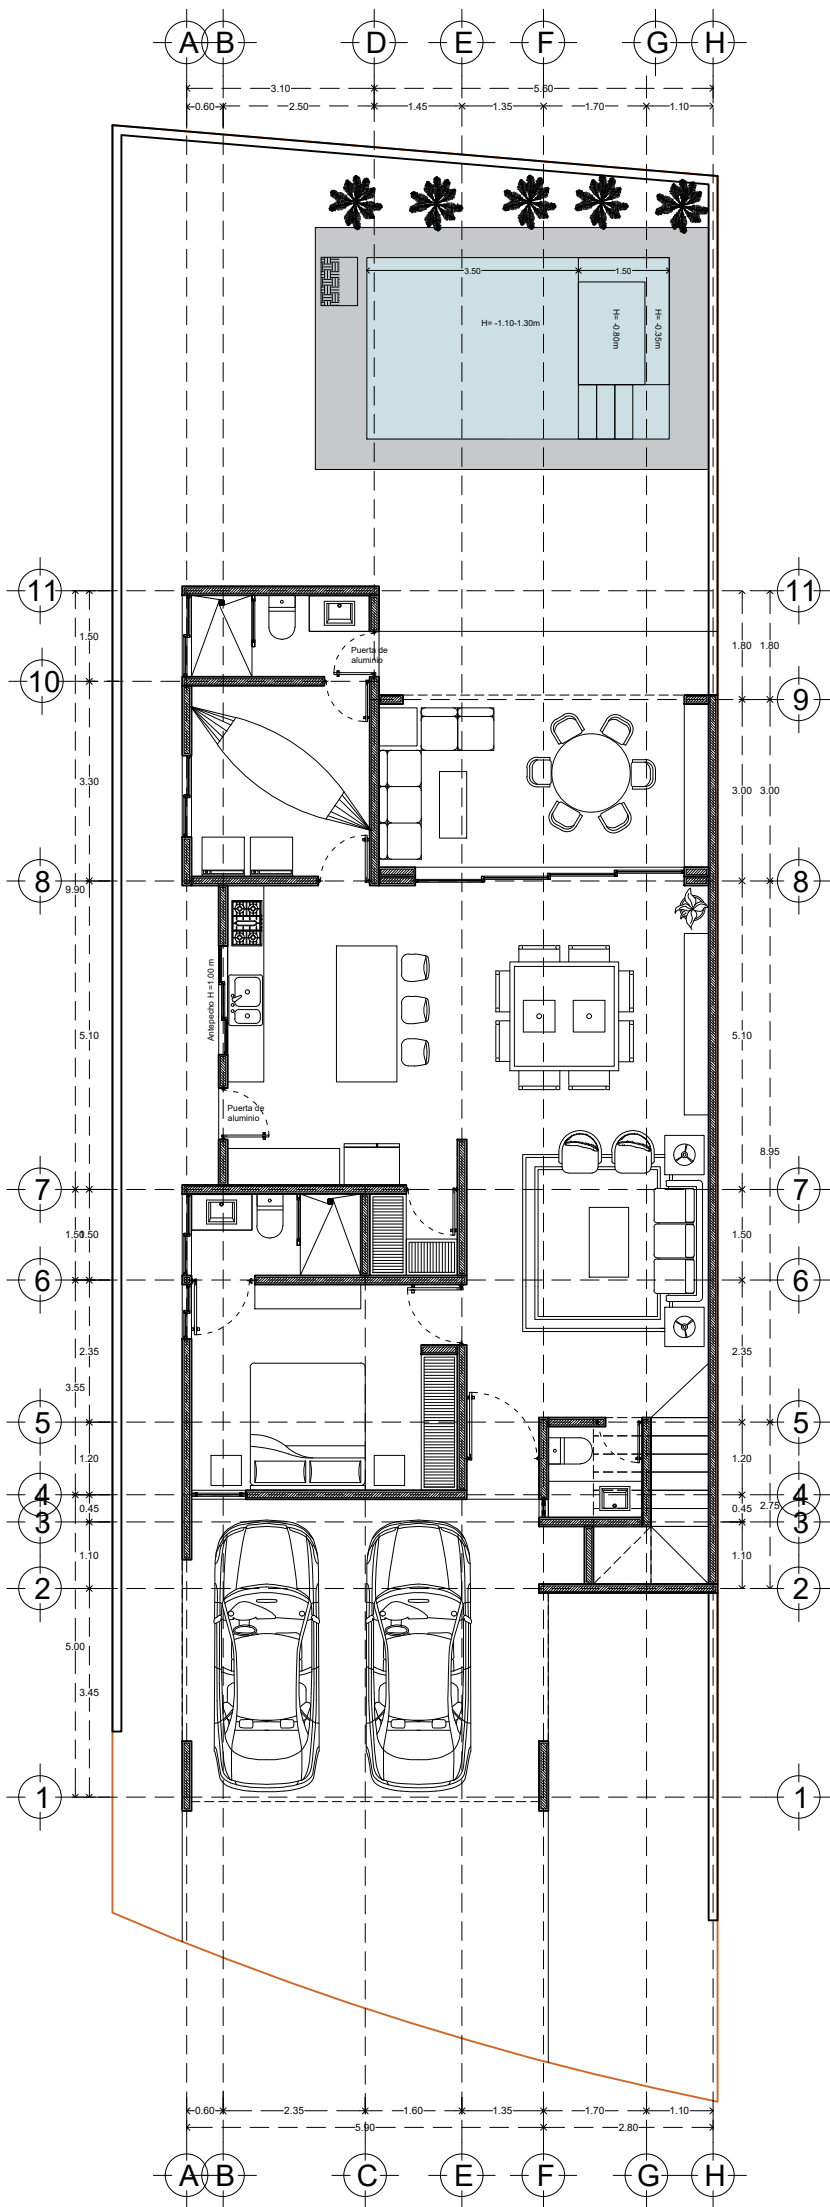 A B D E F G H
3.10 5.60
0.60 2.50 1.45 1.35 1.70 1.10
3.50 1.50
H= -1.10-1.30m
H= -0.80m
H= -0.35m
11 11
1.50 1.80 1.80
Puerta de
aluminio
10
9
3.30 3.00 3.00
8 8
9.90
Antepecho H =1.00 m
5.10 5.10
Puerta de
aluminio
8.95
7 7
1.50 1.50 1.50
6 6
2.35 2.35
3.55
5 5
1.20 1.20
4 4
0.45 0.45 2.75
3 3
1.10 1.10
2 2
5.00
3.45
1 1
0.60 2.35 1.60 1.35 1.70 1.10
5.90 2.80
A B C E F G H